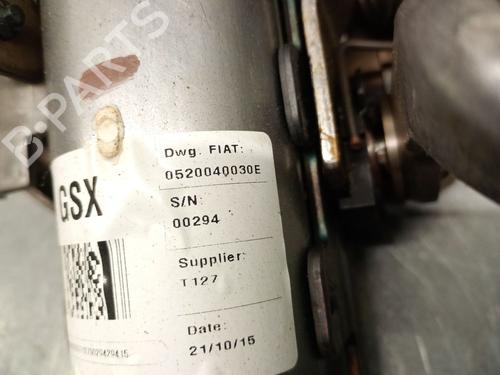 B-PARTS
GSX
Dwg. FIAT:
0520040030E
S/N
00294
Supplier:
T127
Date:
21/10/15